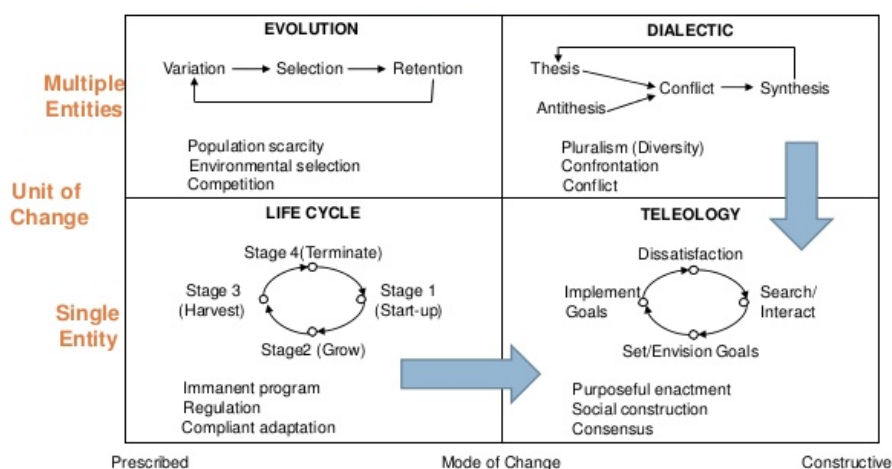 EVOLUTION
Variation
Selection
Retention
Population scarcity
Environmental selection
Competition
DIALECTIC
Thesis
Antithesis
Conflict
Synthesis
Pluralism (Diversity)
Confrontation
Conflict
Multiple
Entities
Unit of
Change
Single
Entity
LIFE CYCLE
Stage 4(Terminate)
Stage 3
(Harvest)
Stage 1
(Start-up)
Stage2 (Grow)
Immanent program
Regulation
Compliant adaptation
TELEOLOGY
Dissatisfaction
Implement
Goals
Search/
Interact
Set/Envision Goals
Purposeful enactment
Social construction
Consensus
Prescribed
Mode of Change
Constructive